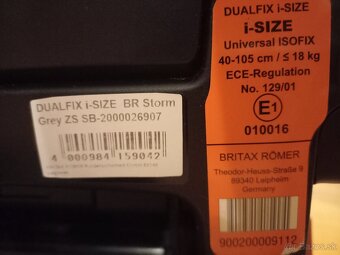 DUALFIX i-SIZE BR Storm
Grey ZS SB-2000026907
4 000984 159042
DUALFIX i-SIZE
i-SIZE
Universal ISOFIX
40-105 cm / ≤ 18 kg
ECE-Regulation
No. 129/01
E1
010016
BRITAX RÖMER
Theodor-Heuss-Straße 9
89340 Leipheim
Germany
900200009112